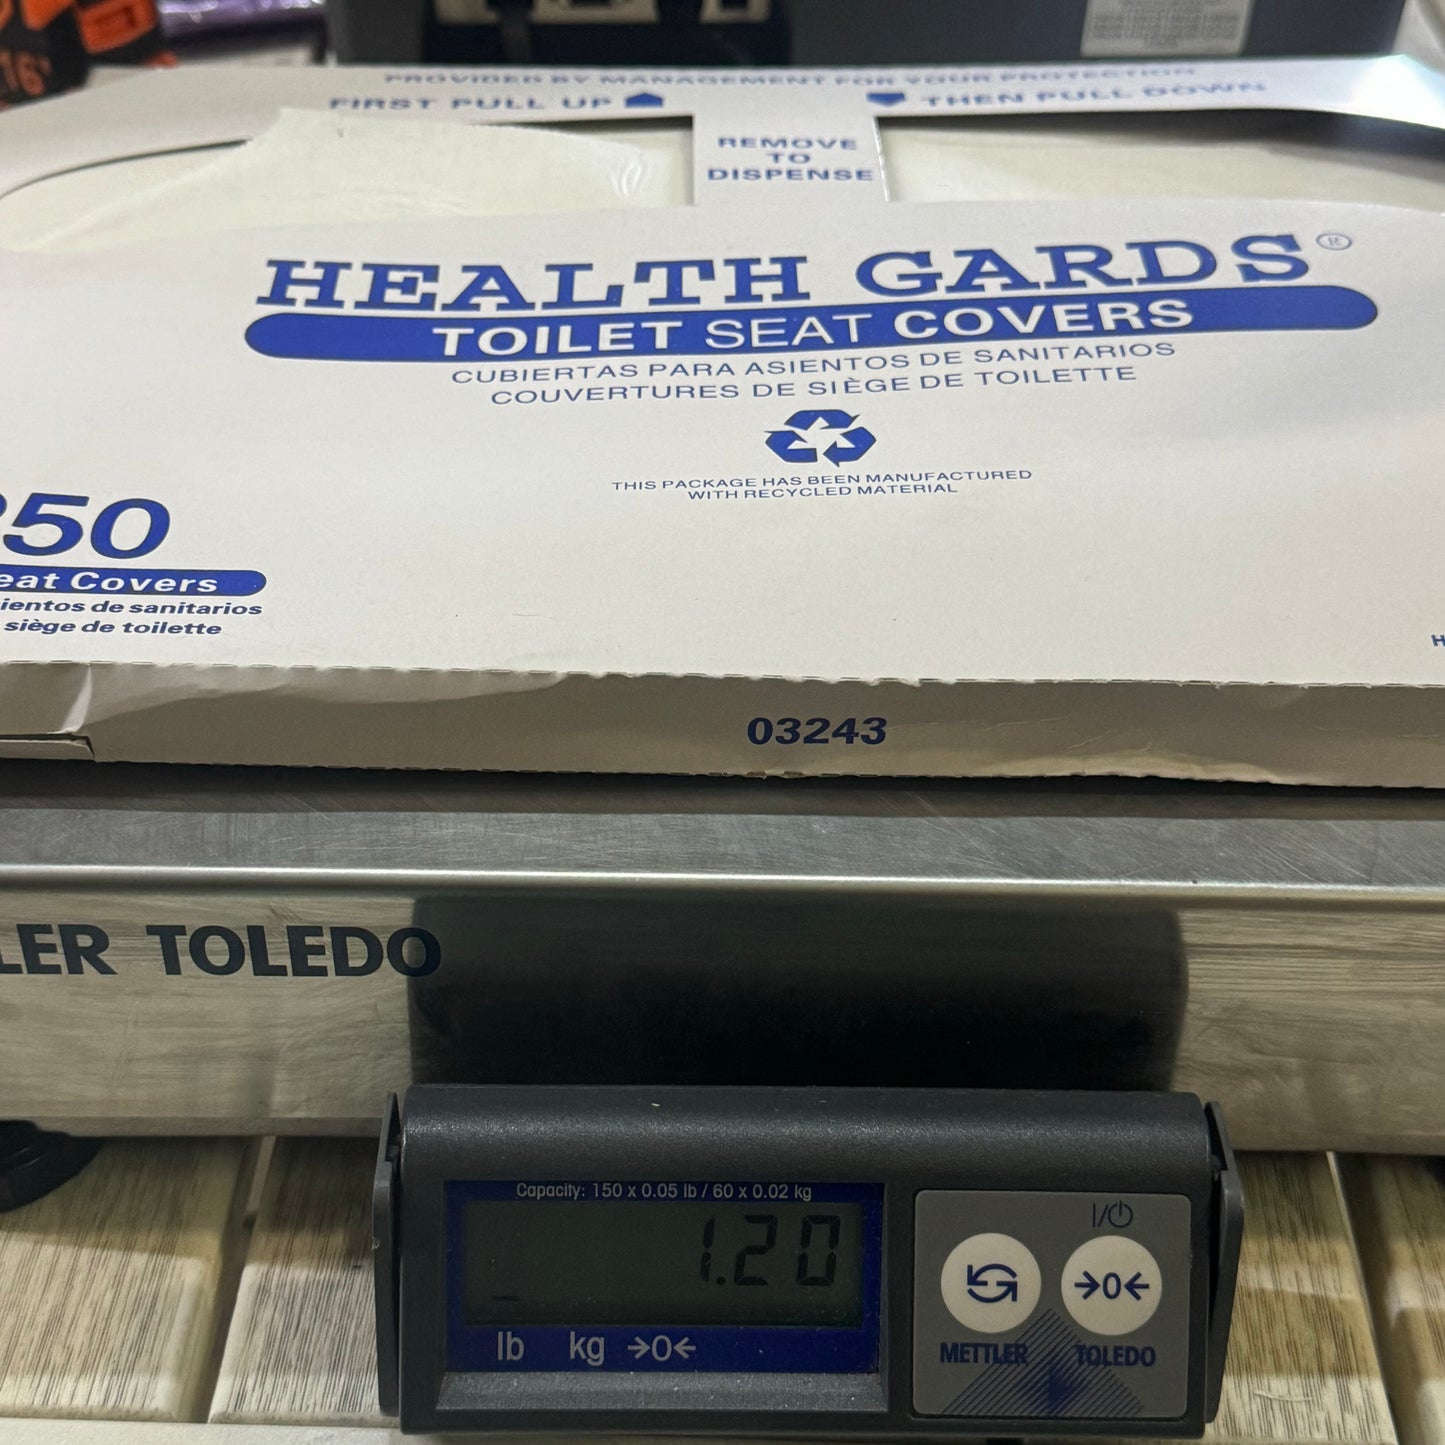 16'
PROVIDED BY MANAGEMENT FOR YOUR PROTECTION
FIRST PULL UP
THEN PULL DOWN
REMOVE
TO
DISPENSE
HEALTH GARDS®
TOILET SEAT COVERS
CUBIERTAS PARA ASIENTOS DE SANITARIOS
COUVERTURES DE SIÈGE DE TOILETTE
THIS PACKAGE HAS BEEN MANUFACTURED
WITH RECYCLED MATERIAL
50
eat Covers
ientos de sanitarios
siège de toilette
H
03243
LER TOLEDO
Capacity: 150 x 0.05 lb / 60 x 0.02 kg
1.20
lb kg →0←
I/⏻
→0←
METTLER TOLEDO